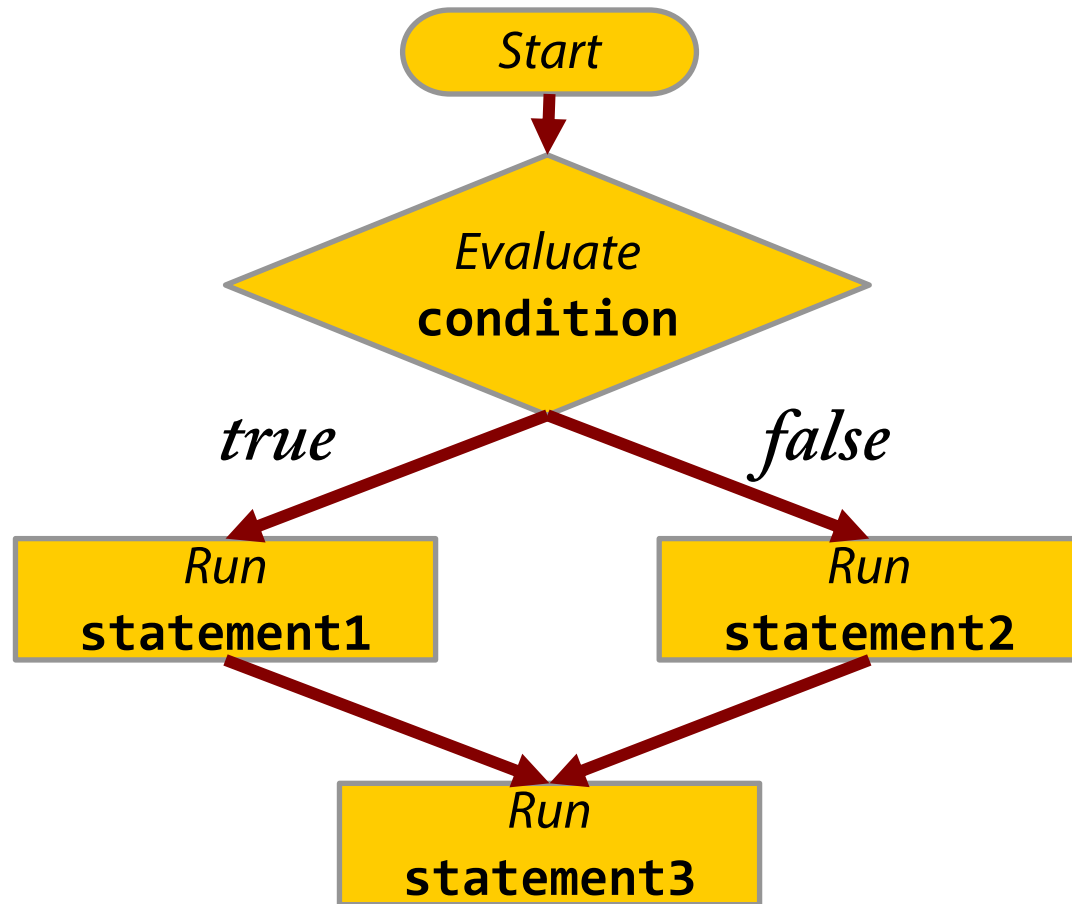 Start
Evaluate
condition
true
false
Run
statement1
Run
statement2
Run
statement3